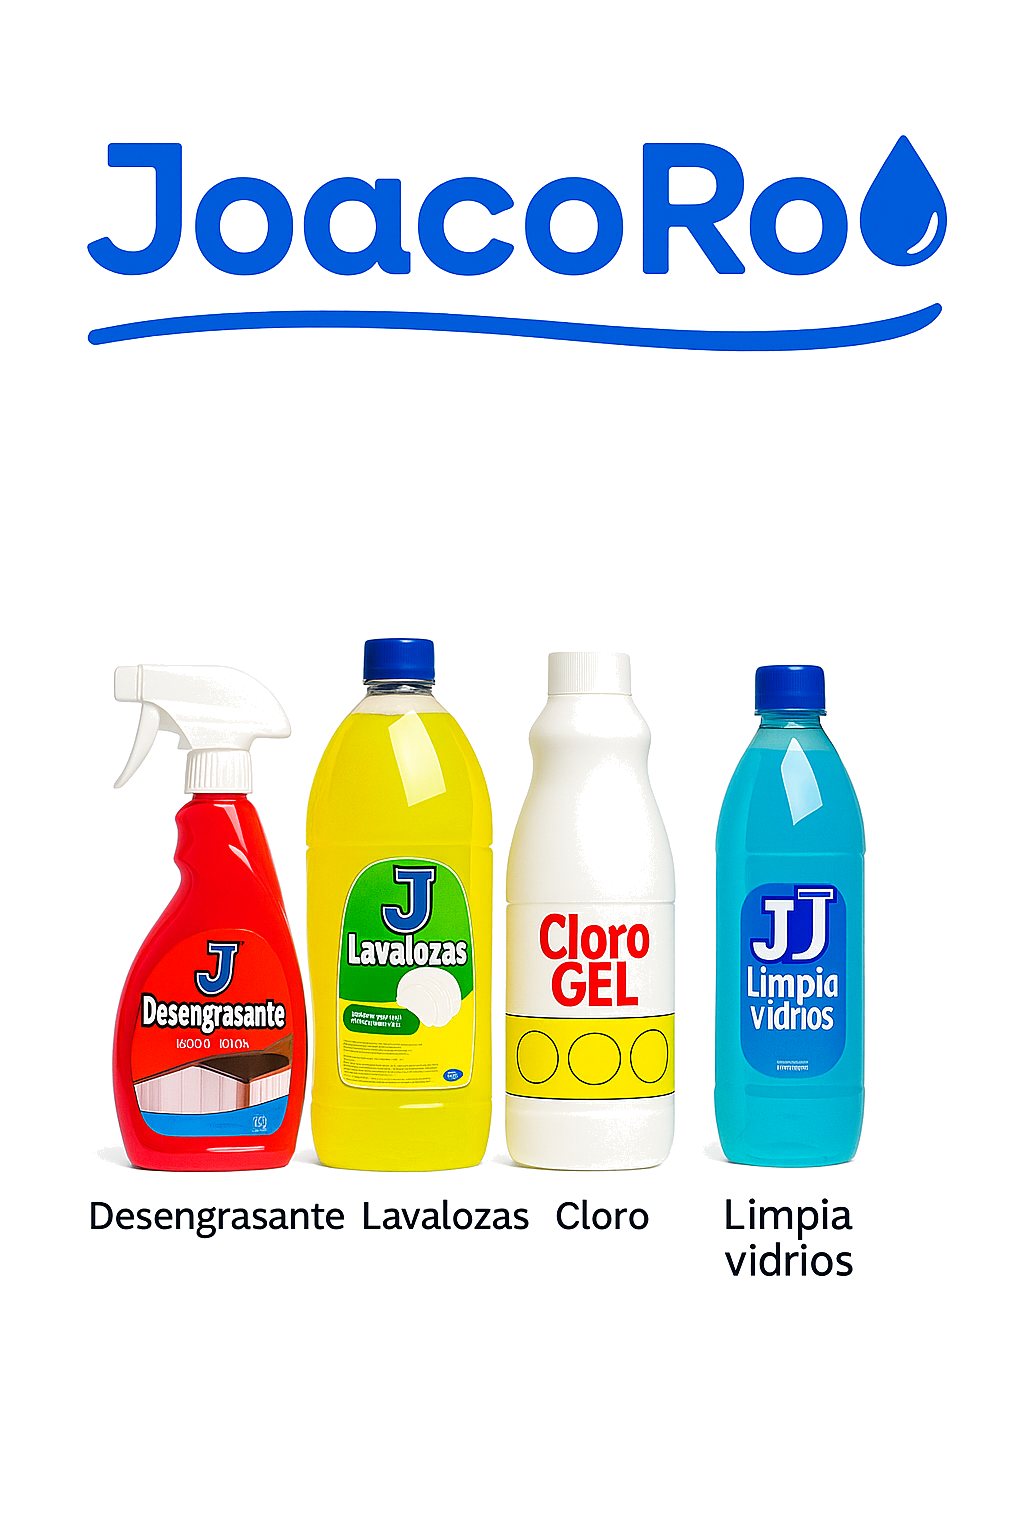 JoacoRo
J
Desengrasante
J
Lavalozas
Cloro
GEL
JJ
Limpia
vidrios
Desengrasante
Lavalozas
Cloro
Limpia
vidrios